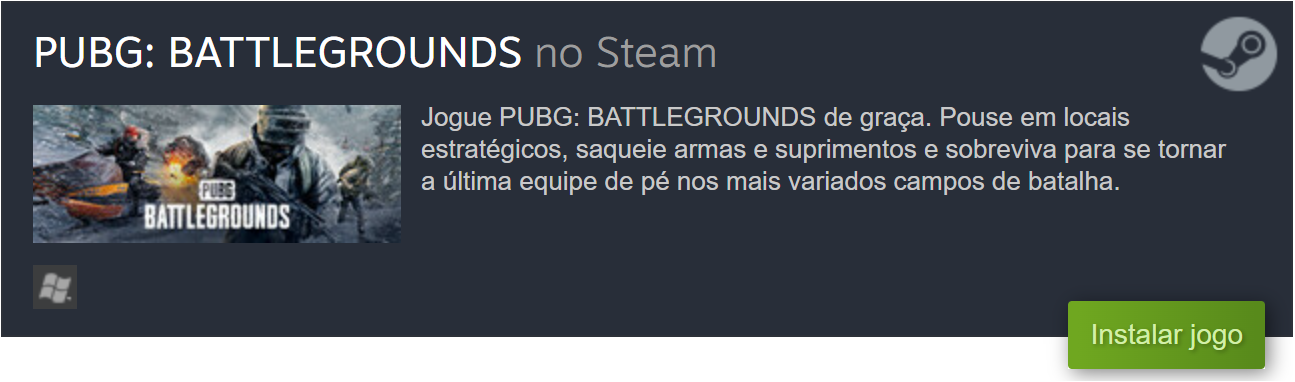 PUBG: BATTLEGROUNDS no Steam
Jogue PUBG: BATTLEGROUNDS de graça. Pouse em locais
estratégicos, saqueie armas e suprimentos e sobreviva para se tornar
a última equipe de pé nos mais variados campos de batalha.
PUBG
BATTLEGROUNDS
Instalar jogo